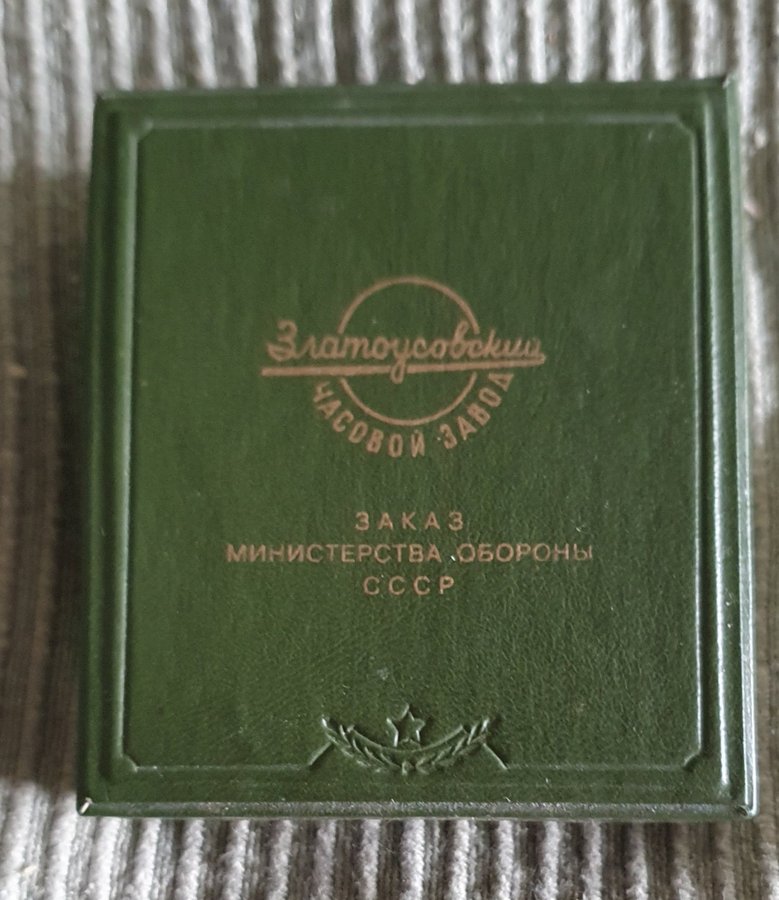 Златоусовский
ЧАСОВОЙ ЗАВОД
ЗАКАЗ
МИНИСТЕРСТВА ОБОРОНЫ
СССР